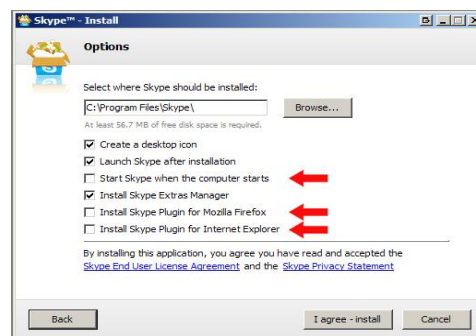 Skype™ - Install
Options
Select where Skype should be installed:
C:\Program Files\Skype\
Browse...
At least 56.7 MB of free disk space is required.
Create a desktop icon
Launch Skype after installation
Start Skype when the computer starts
Install Skype Extras Manager
Install Skype Plugin for Mozilla Firefox
Install Skype Plugin for Internet Explorer
By installing this application, you agree you have read and accepted the
Skype End User License Agreement and the Skype Privacy Statement
Back
I agree - install
Cancel